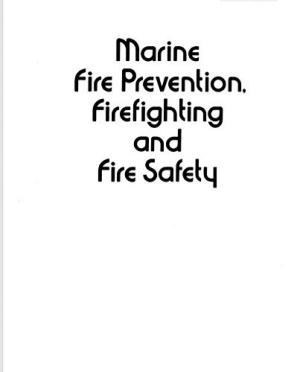 Marine
Fire Prevention,
Firefighting
and
Fire Safety